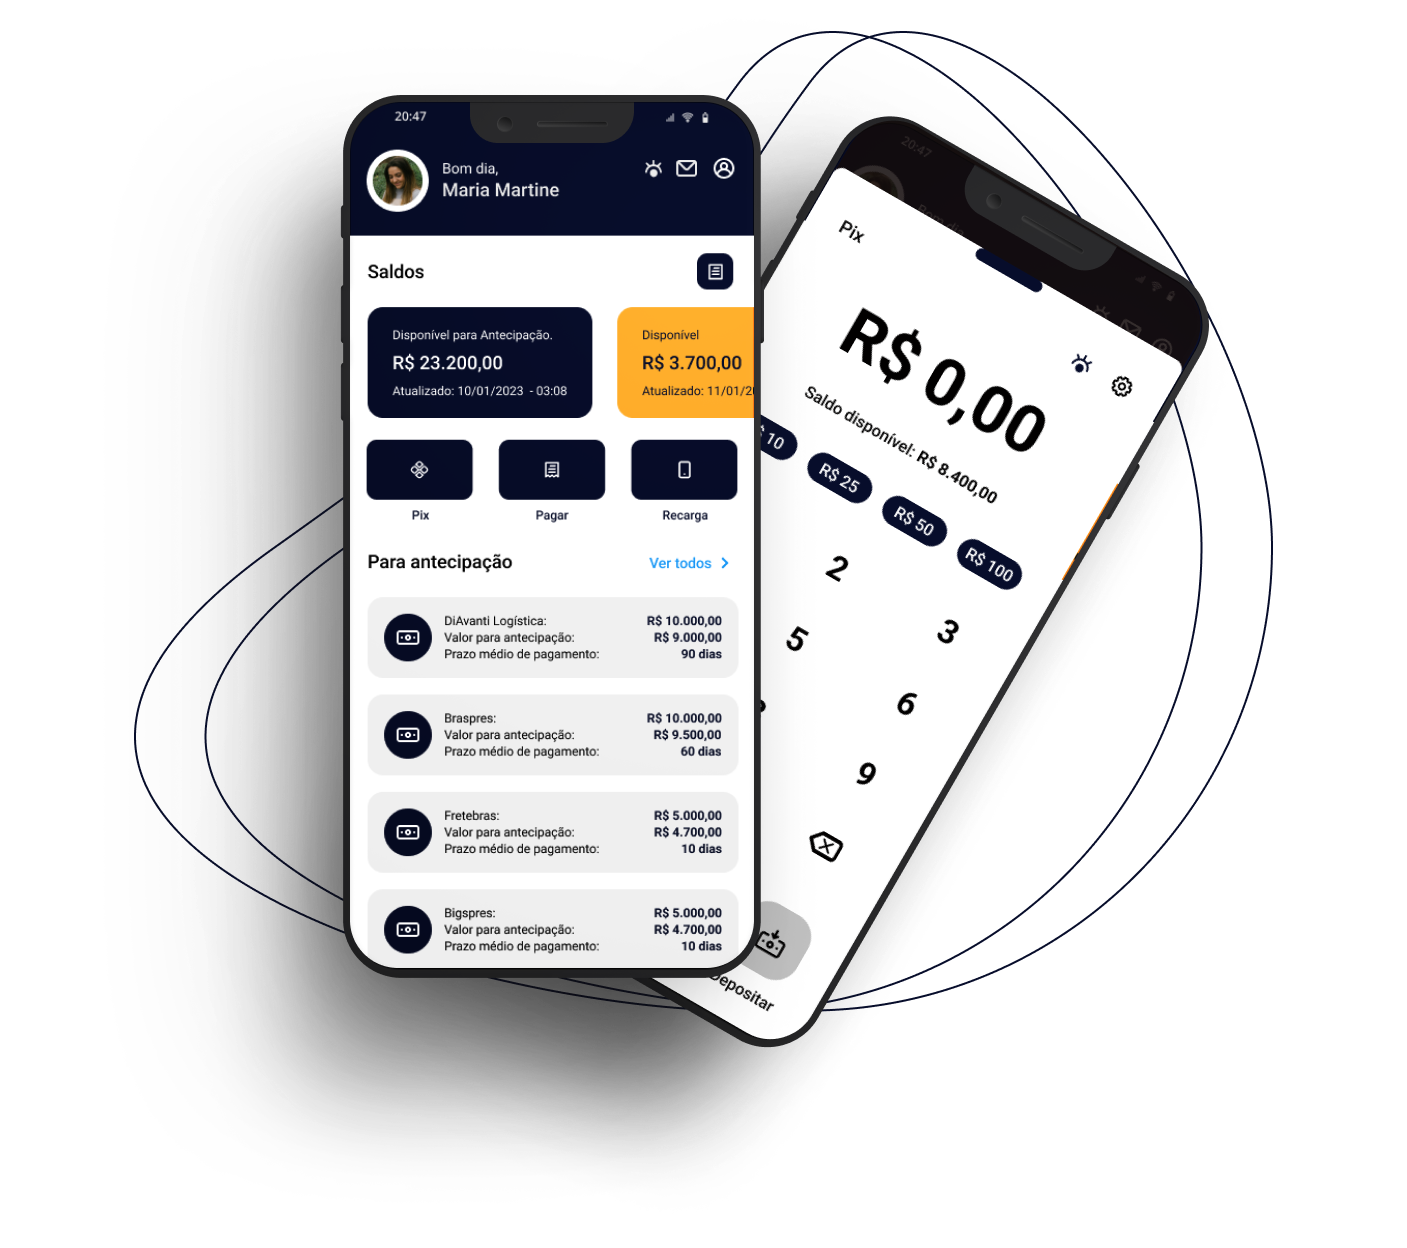 20:47
Bom dia,
Maria Martine
Saldos
Disponível para Antecipação.
R$ 23.200,00
Atualizado: 10/01/2023 - 03:08
Disponível
R$ 3.700,00
Atualizado: 11/01/2
Pix
Pagar
Recarga
Para antecipação
Ver todos
DiAvanti Logística: R$ 10.000,00
Valor para antecipação: R$ 9.000,00
Prazo médio de pagamento: 90 dias
Braspres: R$ 10.000,00
Valor para antecipação: R$ 9.500,00
Prazo médio de pagamento: 60 dias
Fretebras: R$ 5.000,00
Valor para antecipação: R$ 4.700,00
Prazo médio de pagamento: 10 dias
Bigspres: R$ 5.000,00
Valor para antecipação: R$ 4.700,00
Prazo médio de pagamento: 10 dias
20:47
Bom dia,
Pix
R$ 0,00
Saldo disponível: R$ 8.400,00
$ 10
R$ 25
R$ 50
R$ 100
2
3
5
6
9
Depositar